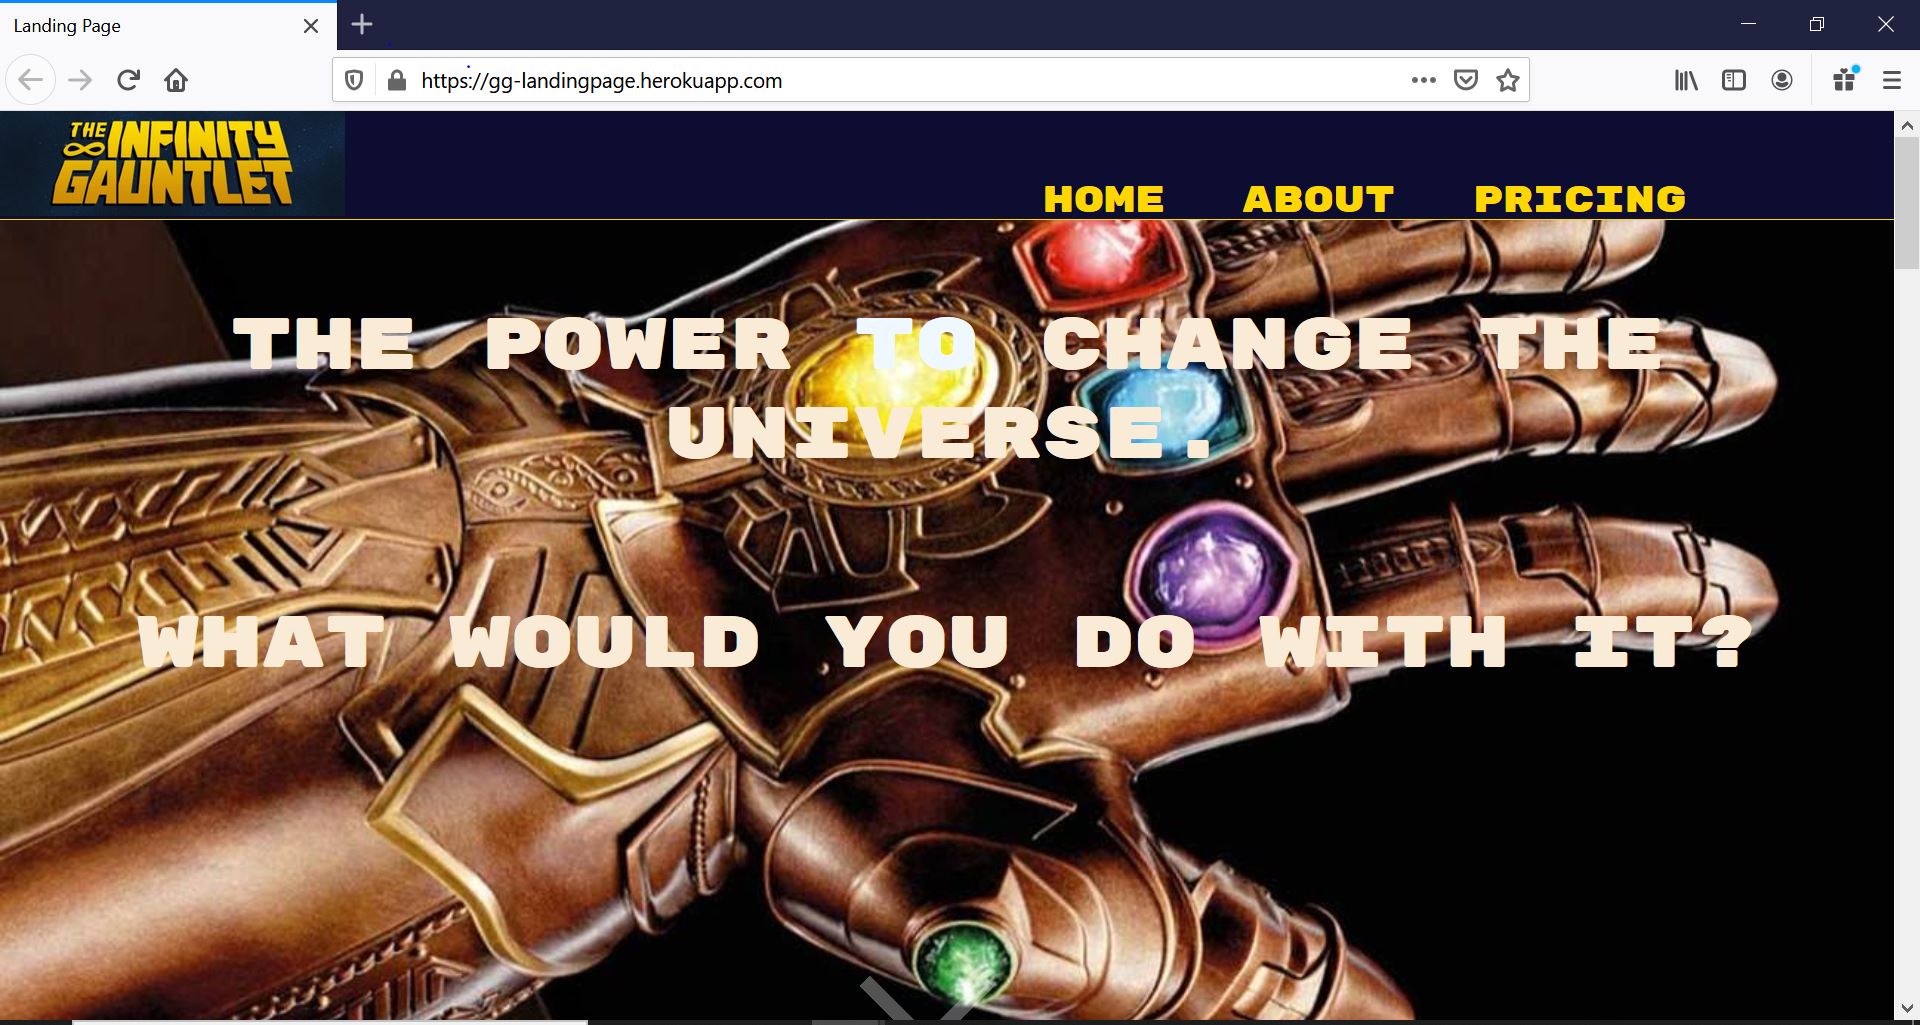 Landing Page
https://gg-landingpage.herokuapp.com
THE INFINITY
GAUNTLET
HOME ABOUT PRICING
THE POWER TO CHANGE THE
UNIVERSE.
WHAT WOULD YOU DO WITH IT?